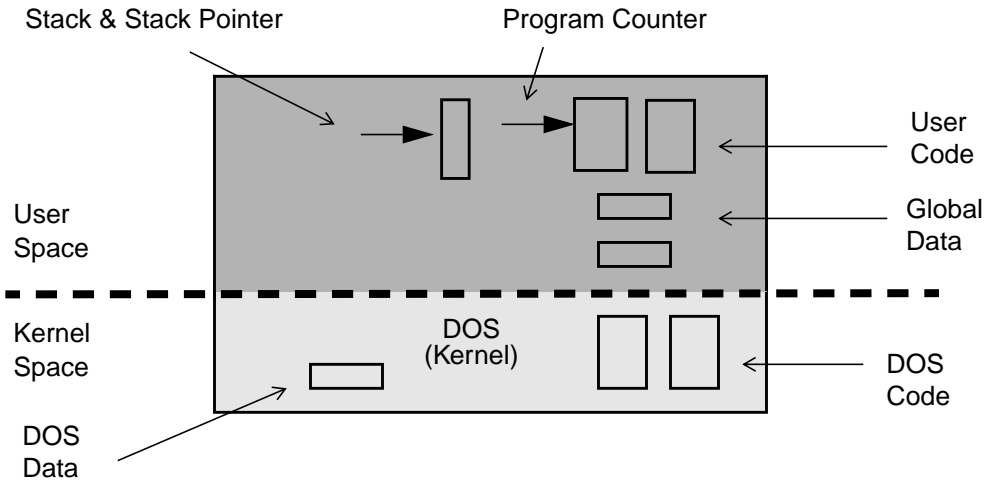 Stack & Stack Pointer
Program Counter
User
Code
Global
Data
User
Space
Kernel
Space
DOS
(Kernel)
DOS
Code
DOS
Data